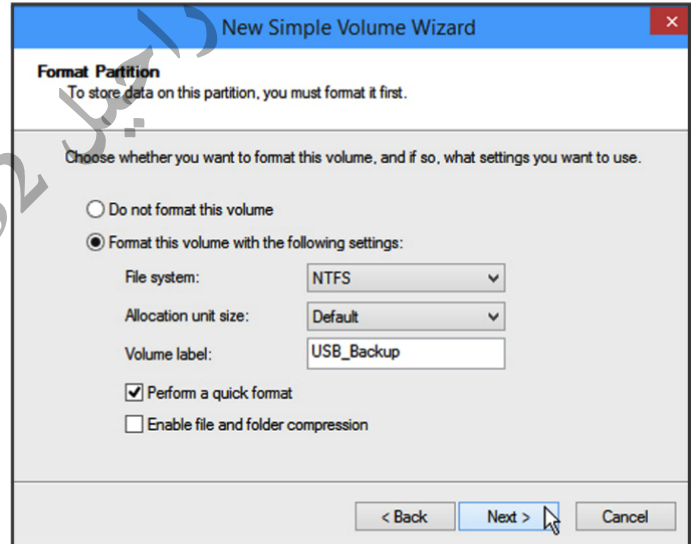 New Simple Volume Wizard
Format Partition
To store data on this partition, you must format it first.
Choose whether you want to format this volume, and if so, what settings you want to use.
Do not format this volume
Format this volume with the following settings:
File system: NTFS
Allocation unit size: Default
Volume label: USB_Backup
Perform a quick format
Enable file and folder compression
< Back Next > Cancel